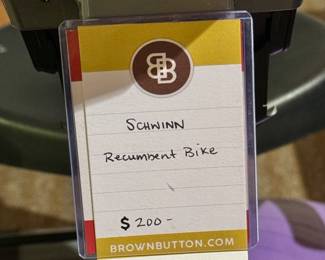 BB
SCHWINN
Recumbent Bike
$200-
BROWNBUTTON.COM